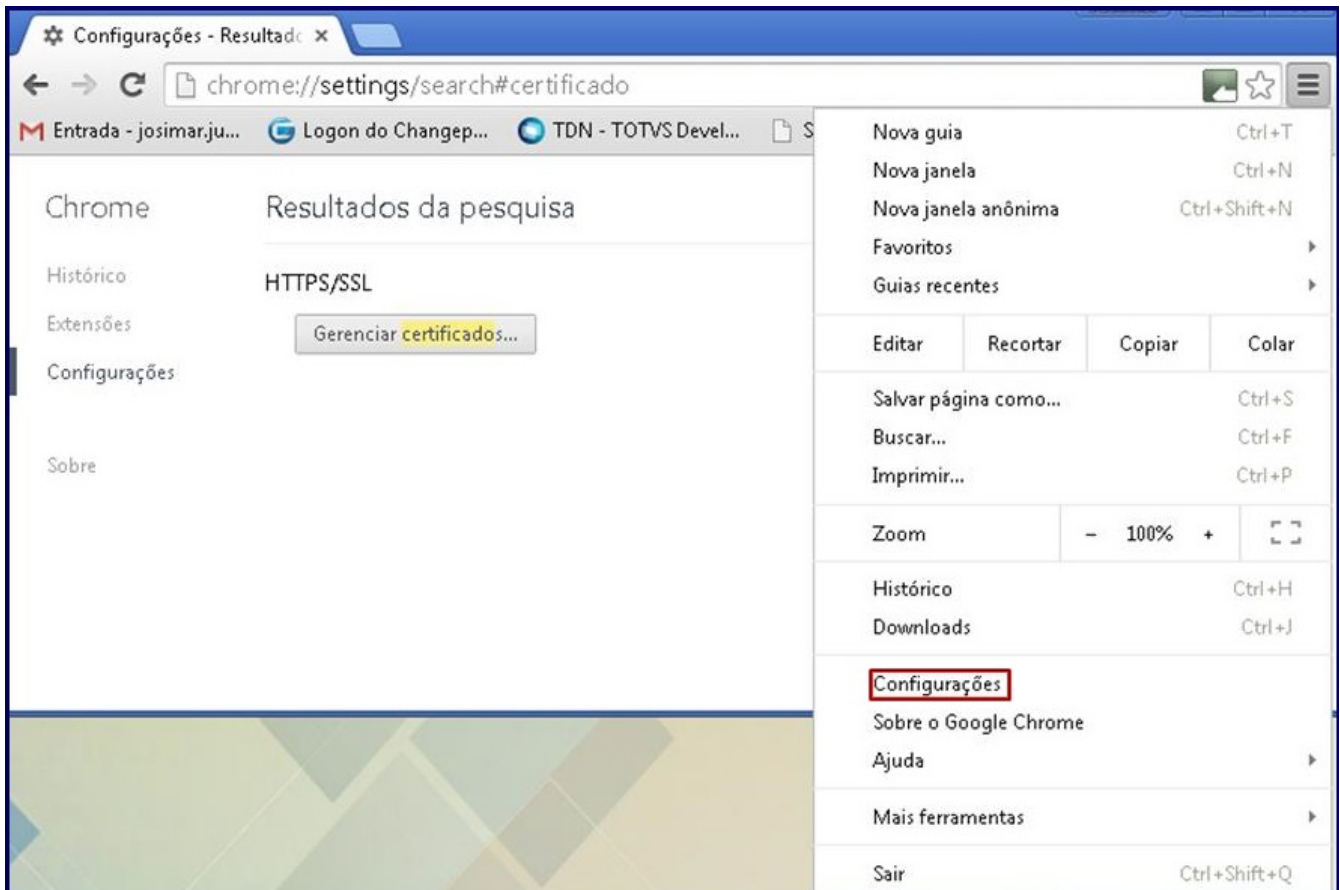 Configurações - Resultad
chrome://settings/search#certificado
Entrada - josimar.ju... Logon do Changep... TDN - TOTVS Devel... S
Chrome
Histórico
Extensões
Configurações
Sobre
Resultados da pesquisa
HTTPS/SSL
Gerenciar certificados...
Nova guia Ctrl+T
Nova janela Ctrl+N
Nova janela anônima Ctrl+Shift+N
Favoritos
Guias recentes
Editar Recortar Copiar Colar
Salvar página como... Ctrl+S
Buscar... Ctrl+F
Imprimir... Ctrl+P
Zoom - 100% +
Histórico Ctrl+H
Downloads Ctrl+J
Configurações
Sobre o Google Chrome
Ajuda
Mais ferramentas
Sair Ctrl+Shift+Q